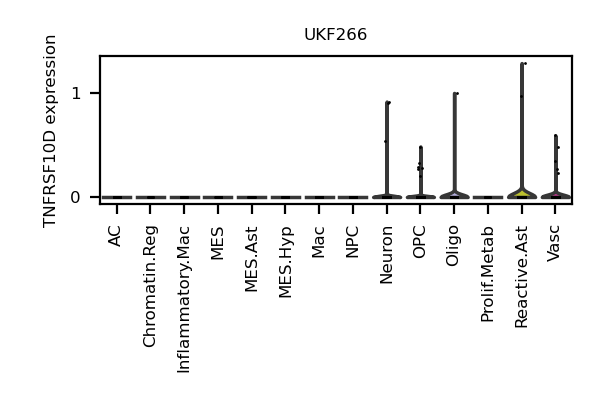 UKF266
TNFRSF10D expression
1
0
AC
Chromatin.Reg
Inflammatory.Mac
MES
MES.Ast
MES.Hyp
Mac
NPC
Neuron
OPC
Oligo
Prolif.Metab
Reactive.Ast
Vasc